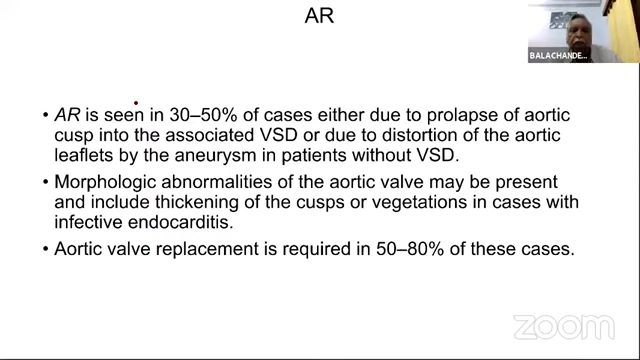 AR
BALACHANDE...
• AR is seen in 30–50% of cases either due to prolapse of aortic
cusp into the associated VSD or due to distortion of the aortic
leaflets by the aneurysm in patients without VSD.
• Morphologic abnormalities of the aortic valve may be present
and include thickening of the cusps or vegetations in cases with
infective endocarditis.
• Aortic valve replacement is required in 50–80% of these cases.
zoom